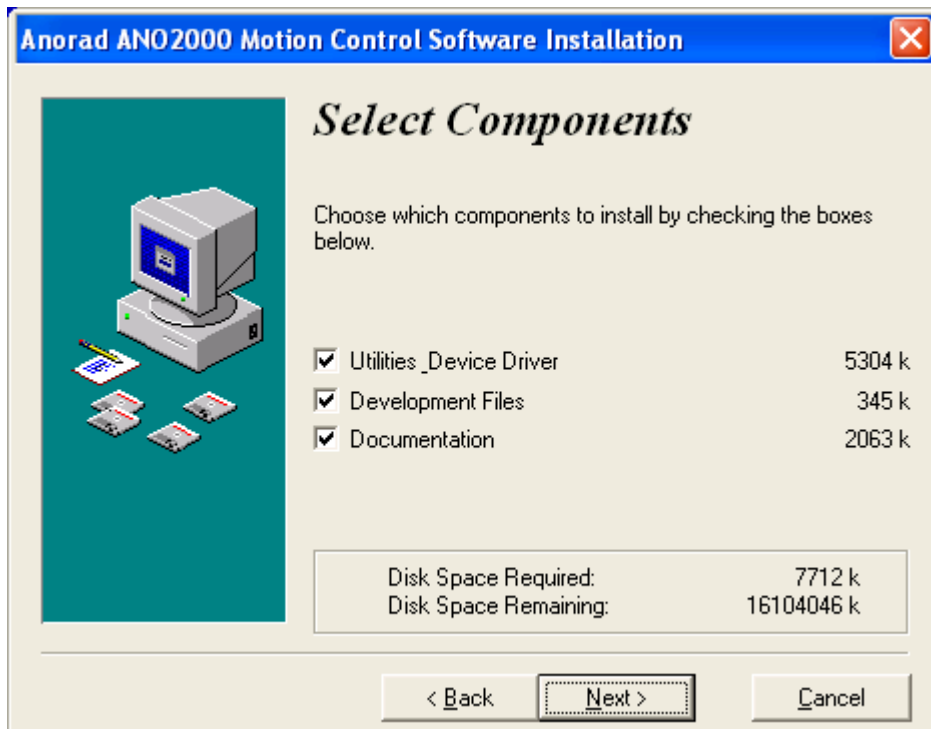 Anorad ANO2000 Motion Control Software Installation
Select Components
Choose which components to install by checking the boxes
below.
Utilities_Device Driver 5304 k
Development Files 345 k
Documentation 2063 k
Disk Space Required: 7712 k
Disk Space Remaining: 16104046 k
< Back Next > Cancel